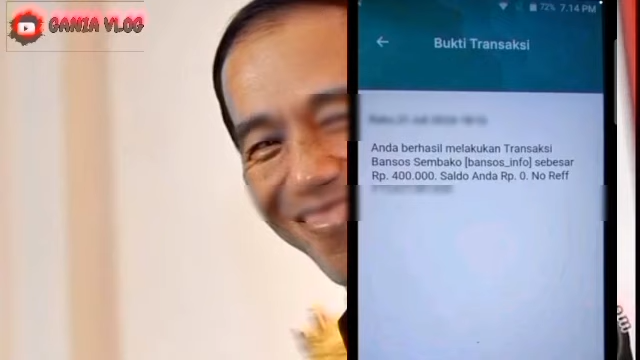 GANZA VLOG
72% 7.14 PM
Bukti Transaksi
Anda berhasil melakukan Transaksi
Bansos Sembako [bansos_info] sebesar
Rp. 400.000. Saldo Anda Rp. 0. No Reff